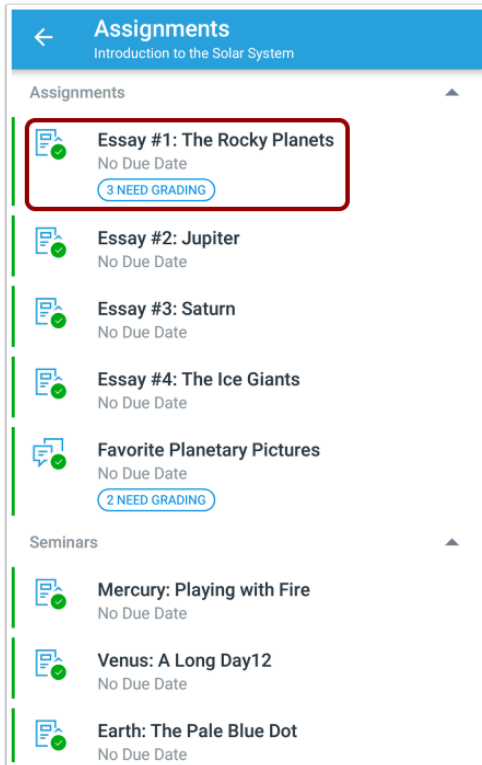 Assignments
Introduction to the Solar System
Assignments
Essay #1: The Rocky Planets
No Due Date
3 NEED GRADING
Essay #2: Jupiter
No Due Date
Essay #3: Saturn
No Due Date
Essay #4: The Ice Giants
No Due Date
Favorite Planetary Pictures
No Due Date
2 NEED GRADING
Seminars
Mercury: Playing with Fire
No Due Date
Venus: A Long Day12
No Due Date
Earth: The Pale Blue Dot
No Due Date